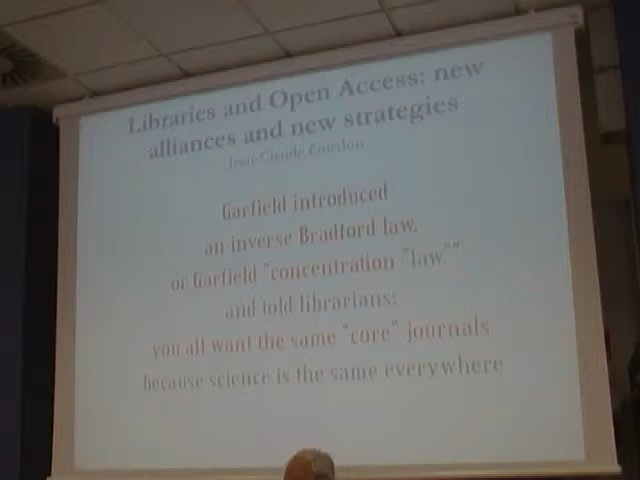 Libraries and Open Access: new
alliances and new strategies
Jean-Claude Guédon
Garfield introduced
an inverse Bradford law,
or Garfield "concentration "law""
and told librarians:
you all want the same "core" journals
because science is the same everywhere